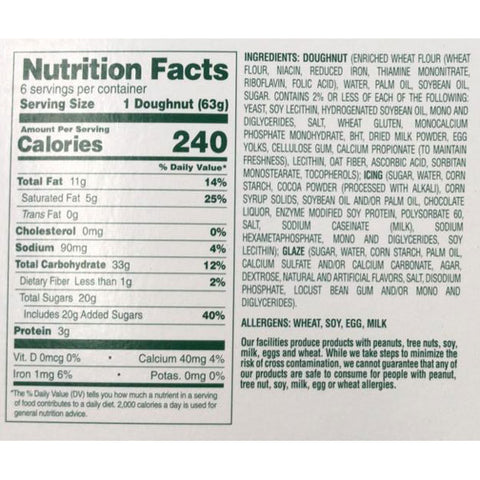 Nutrition Facts
6 servings per container
Serving Size 1 Doughnut (63g)
Amount Per Serving
Calories 240
% Daily Value*
Total Fat 11g 14%
Saturated Fat 5g 25%
Trans Fat 0g
Cholesterol 0mg 0%
Sodium 90mg 4%
Total Carbohydrate 33g 12%
Dietary Fiber Less than 1g 2%
Total Sugars 20g
Includes 20g Added Sugars 40%
Protein 3g
Vit. D 0mcg 0% • Calcium 40mg 4%
Iron 1mg 6% • Potas. 0mg 0%
*The % Daily Value (DV) tells you how much a nutrient in a serving
of food contributes to a daily diet. 2,000 calories a day is used for
general nutrition advice.
INGREDIENTS: DOUGHNUT (ENRICHED WHEAT FLOUR (WHEAT
FLOUR, NIACIN, REDUCED IRON, THIAMINE MONONITRATE,
RIBOFLAVIN, FOLIC ACID), WATER, PALM OIL, SOYBEAN OIL,
SUGAR. CONTAINS 2% OR LESS OF EACH OF THE FOLLOWING:
YEAST, SOY LECITHIN, HYDROGENATED SOYBEAN OIL, MONO AND
DIGLYCERIDES, SALT, WHEAT GLUTEN, MONOCALCIUM
PHOSPHATE MONOHYDRATE, BHT, DRIED MILK POWDER, EGG
YOLKS, CELLULOSE GUM, CALCIUM PROPIONATE (TO MAINTAIN
FRESHNESS), LECITHIN, OAT FIBER, ASCORBIC ACID, SORBITAN
MONOSTEARATE, TOCOPHEROLS); ICING (SUGAR, WATER, CORN
STARCH, COCOA POWDER (PROCESSED WITH ALKALI), CORN
SYRUP SOLIDS, SOYBEAN OIL AND/OR PALM OIL, CHOCOLATE
LIQUOR, ENZYME MODIFIED SOY PROTEIN, POLYSORBATE 60,
SALT, SODIUM CASEINATE (MILK), SODIUM
HEXAMETAPHOSPHATE, MONO AND DIGLYCERIDES, SOY
LECITHIN); GLAZE (SUGAR, WATER, CORN STARCH, PALM OIL,
CALCIUM SULFATE AND/OR CALCIUM CARBONATE, AGAR,
DEXTROSE, NATURAL AND ARTIFICIAL FLAVORS, SALT, DISODIUM
PHOSPHATE, LOCUST BEAN GUM AND/OR MONO AND
DIGLYCERIDES).
ALLERGENS: WHEAT, SOY, EGG, MILK
Our facilities produce products with peanuts, tree nuts, soy,
milk, eggs and wheat. While we take steps to minimize the
risk of cross contamination, we cannot guarantee that any of
our products are safe to consume for people with peanut,
tree nut, soy, milk, egg or wheat allergies.